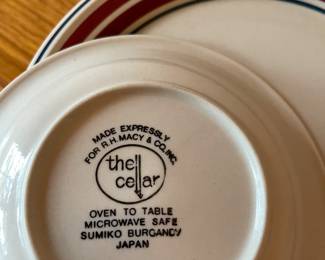 MADE EXPRESSLY
FOR R.H. MACY & CO., INC.
the
cellar
OVEN TO TABLE
MICROWAVE SAFE
SUMIKO BURGANDY
JAPAN